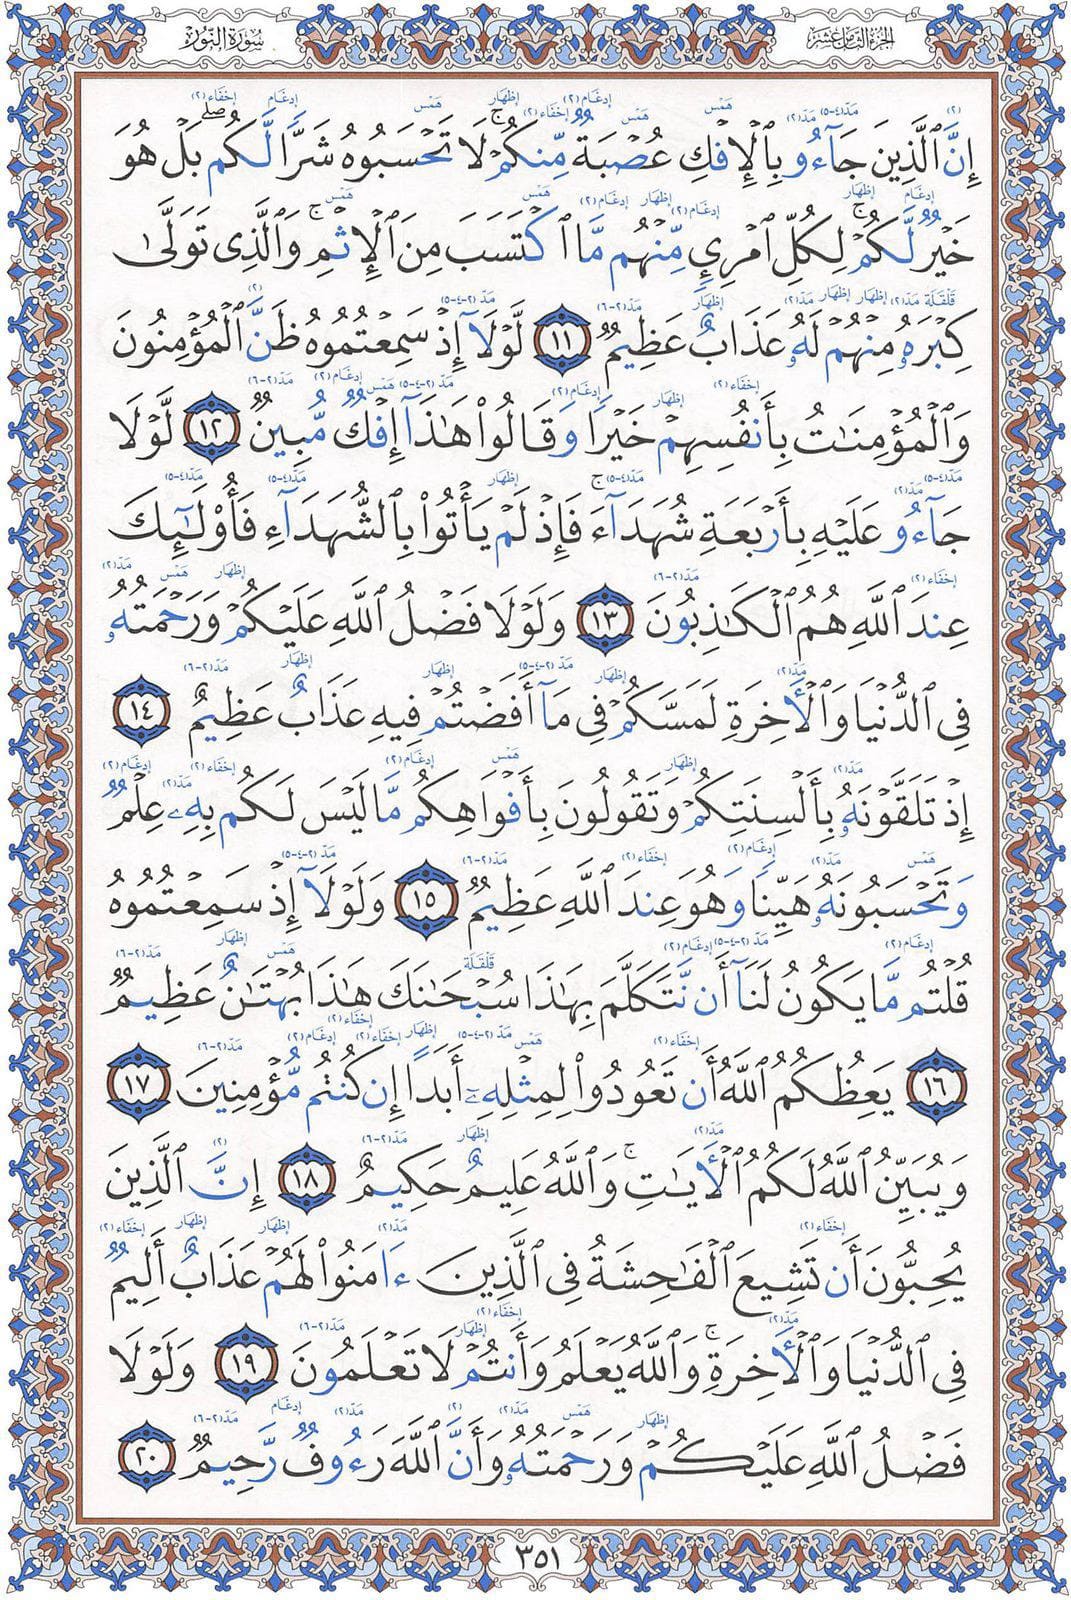 الجزء الثامن عشر
سورة النور
إِنَّ ٱلَّذِينَ جَآءُو بِٱلْإِفْكِ عُصْبَةٌ مِّنكُمْ ۚ لَا تَحْسَبُوهُ شَرًّا لَّكُم ۖ بَلْ هُوَ
خَيْرٌ لَّكُمْ ۚ لِكُلِّ ٱمْرِئٍ مِّنْهُم مَّا ٱكْتَسَبَ مِنَ ٱلْإِثْمِ ۚ وَٱلَّذِى تَوَلَّىٰ
كِبْرَهُۥ مِنْهُمْ لَهُۥ عَذَابٌ عَظِيمٌ ١١ لَّوْلَآ إِذْ سَمِعْتُمُوهُ ظَنَّ ٱلْمُؤْمِنُونَ
وَٱلْمُؤْمِنَٰتُ بِأَنفُسِهِمْ خَيْرًا وَقَالُوا۟ هَٰذَآ إِفْكٌ مُّبِينٌ ١٢ لَّوْلَا
جَآءُو عَلَيْهِ بِأَرْبَعَةِ شُهَدَآءَ ۚ فَإِذْ لَمْ يَأْتُوا۟ بِٱلشُّهَدَآءِ فَأُو۟لَٰٓئِكَ
عِندَ ٱللَّهِ هُمُ ٱلْكَٰذِبُونَ ١٣ وَلَوْلَا فَضْلُ ٱللَّهِ عَلَيْكُمْ وَرَحْمَتُهُۥ
فِى ٱلدُّنْيَا وَٱلْأَخِرَةِ لَمَسَّكُمْ فِى مَآ أَفَضْتُمْ فِيهِ عَذَابٌ عَظِيمٌ ١٤
إِذْ تَلَقَّوْنَهُۥ بِأَلْسِنَتِكُمْ وَتَقُولُونَ بِأَفْوَاهِكُم مَّا لَيْسَ لَكُم بِهِۦ عِلْمٌ
وَتَحْسَبُونَهُۥ هَيِّنًا وَهُوَ عِندَ ٱللَّهِ عَظِيمٌ ١٥ وَلَوْلَآ إِذْ سَمِعْتُمُوهُ
قُلْتُم مَّا يَكُونُ لَنَآ أَن نَّتَكَلَّمَ بِهَٰذَا سُبْحَٰنَكَ هَٰذَا بُهْتَٰنٌ عَظِيمٌ
١٦ يَعِظُكُمُ ٱللَّهُ أَن تَعُودُوا۟ لِمِثْلِهِۦٓ أَبَدًا إِن كُنتُم مُّؤْمِنِينَ ١٧
وَيُبَيِّنُ ٱللَّهُ لَكُمُ ٱلْأَيَٰتِ ۚ وَٱللَّهُ عَلِيمٌ حَكِيمٌ ١٨ إِنَّ ٱلَّذِينَ
يُحِبُّونَ أَن تَشِيعَ ٱلْفَٰحِشَةُ فِى ٱلَّذِينَ ءَامَنُوا۟ لَهُمْ عَذَابٌ أَلِيمٌ
فِى ٱلدُّنْيَا وَٱلْأَخِرَةِ ۚ وَٱللَّهُ يَعْلَمُ وَأَنتُمْ لَا تَعْلَمُونَ ١٩ وَلَوْلَا
فَضْلُ ٱللَّهِ عَلَيْكُمْ وَرَحْمَتُهُۥ وَأَنَّ ٱللَّهَ رَءُوفٌ رَّحِيمٌ ٢٠
٣٥١